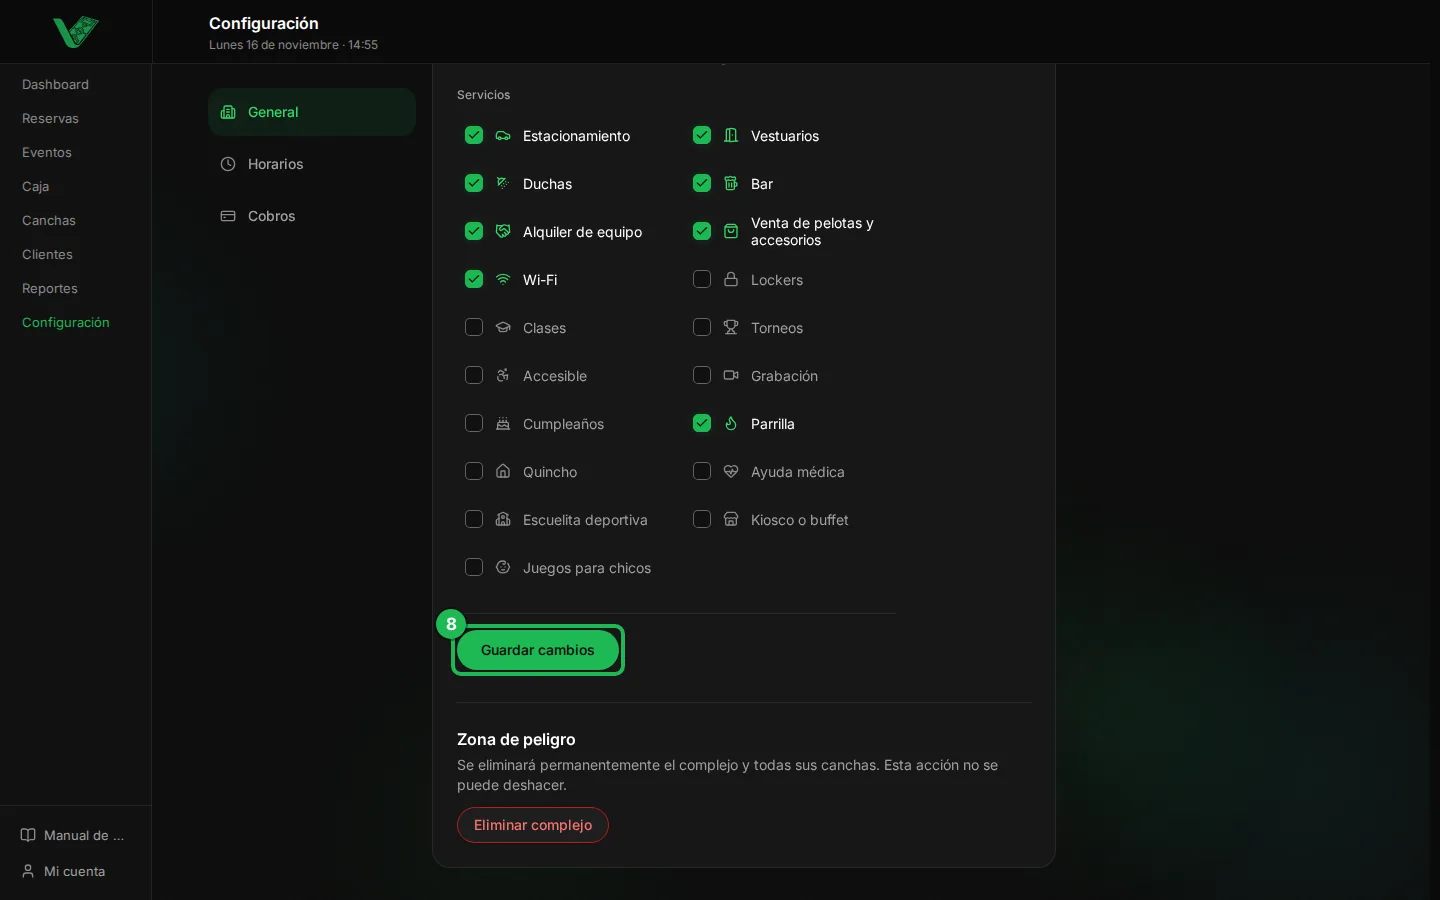 Configuración
Lunes 16 de noviembre · 14:55
Dashboard
Reservas
Eventos
Caja
Canchas
Clientes
Reportes
Configuración
Manual de ...
Mi cuenta
General
Horarios
Cobros
Servicios
Estacionamiento
Vestuarios
Duchas
Bar
Alquiler de equipo
Venta de pelotas y
accesorios
Wi-Fi
Lockers
Clases
Torneos
Accesible
Grabación
Cumpleaños
Parrilla
Quincho
Ayuda médica
Escuelita deportiva
Kiosco o buffet
Juegos para chicos
8
Guardar cambios
Zona de peligro
Se eliminará permanentemente el complejo y todas sus canchas. Esta acción no se
puede deshacer.
Eliminar complejo